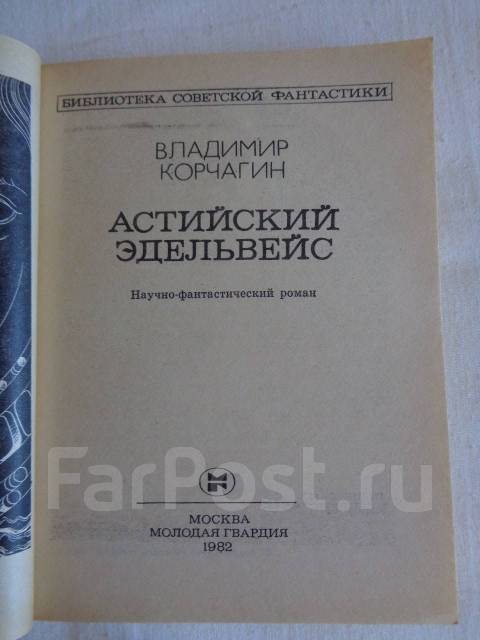 БИБЛИОТЕКА СОВЕТСКОЙ ФАНТАСТИКИ
ВЛАДИМИР
КОРЧАГИН
АСТИЙСКИЙ
ЭДЕЛЬВЕЙС
Научно-фантастический роман
FarPost.ru
МОСКВА
МОЛОДАЯ ГВАРДИЯ
1982